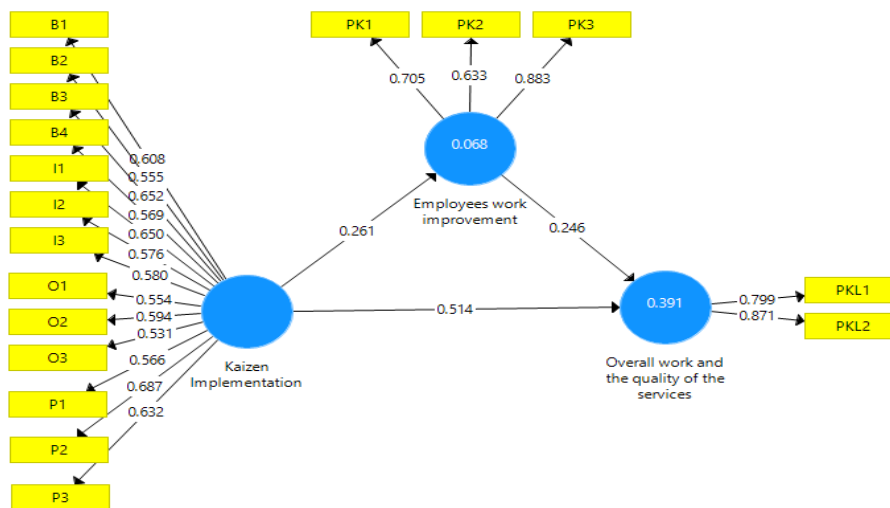 B1
B2
B3
B4
I1
I2
I3
O1
O2
O3
P1
P2
P3
0.608
0.555
0.652
0.569
0.650
0.576
0.580
0.554
0.594
0.531
0.566
0.687
0.632
Kaizen
Implementation
0.261
0.514
PK1
PK2
PK3
0.705
0.633
0.883
0.068
Employees work
improvement
0.246
0.391
Overall work and
the quality of the
services
0.799
0.871
PKL1
PKL2